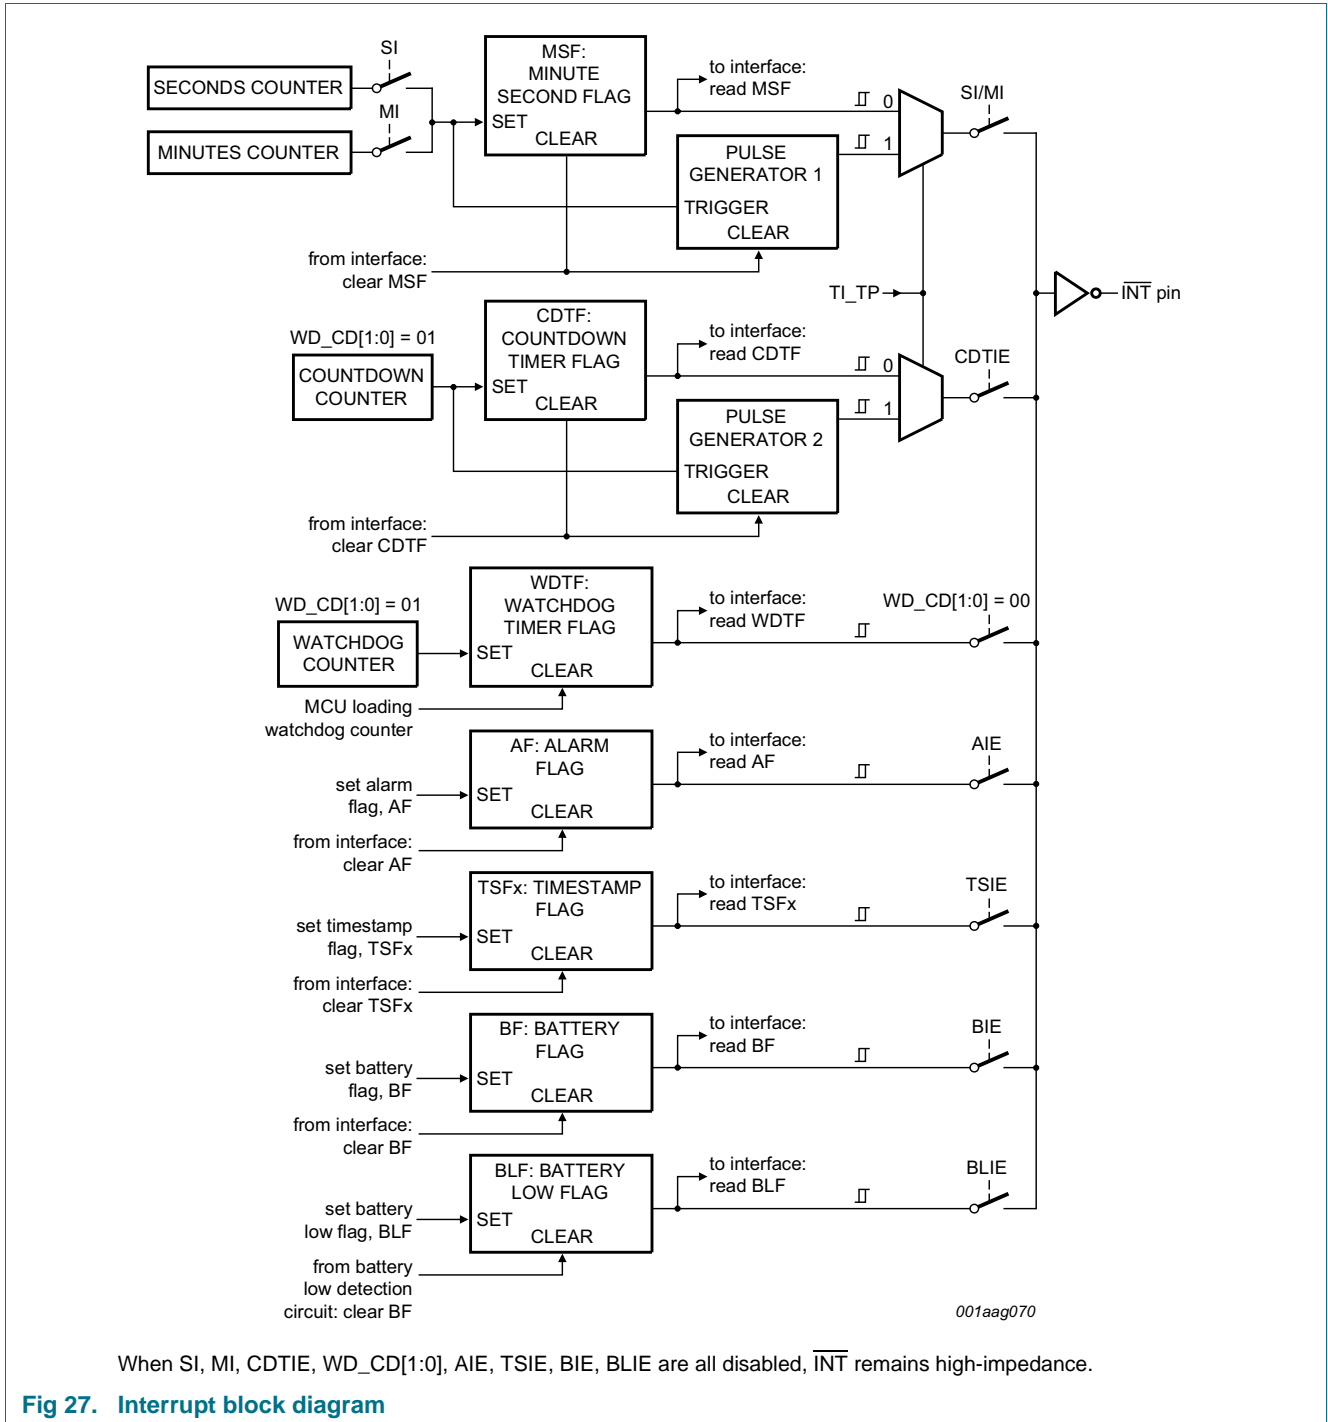 SI
SECONDS COUNTER
MI
MINUTES COUNTER
MSF:
MINUTE
SECOND FLAG
SET
CLEAR
to interface:
read MSF
0
1
SI/MI
PULSE
GENERATOR 1
TRIGGER
CLEAR
from interface:
clear MSF
TI_TP
INT pin
WD_CD[1:0] = 01
COUNTDOWN
COUNTER
CDTF:
COUNTDOWN
TIMER FLAG
SET
CLEAR
to interface:
read CDTF
0
1
CDTIE
PULSE
GENERATOR 2
TRIGGER
CLEAR
from interface:
clear CDTF
WD_CD[1:0] = 01
WATCHDOG
COUNTER
WDTF:
WATCHDOG
TIMER FLAG
SET
CLEAR
to interface:
read WDTF
WD_CD[1:0] = 00
MCU loading
watchdog counter
AF: ALARM
FLAG
SET
CLEAR
to interface:
read AF
AIE
set alarm
flag, AF
from interface:
clear AF
TSFx: TIMESTAMP
FLAG
SET
CLEAR
to interface:
read TSFx
TSIE
set timestamp
flag, TSFx
from interface:
clear TSFx
BF: BATTERY
FLAG
SET
CLEAR
to interface:
read BF
BIE
set battery
flag, BF
from interface:
clear BF
BLF: BATTERY
LOW FLAG
SET
CLEAR
to interface:
read BLF
BLIE
set battery
low flag, BLF
from battery
low detection
circuit: clear BF
001aag070
When SI, MI, CDTIE, WD_CD[1:0], AIE, TSIE, BIE, BLIE are all disabled, INT remains high-impedance.
Fig 27. Interrupt block diagram